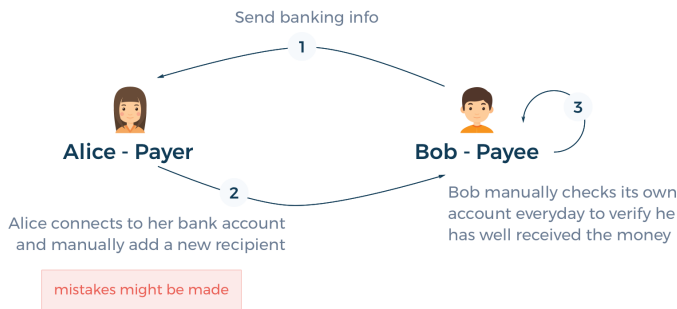 Send banking info
1
Alice - Payer
Bob - Payee
3
2
Alice connects to her bank account
and manually add a new recipient
Bob manually checks its own
account everyday to verify he
has well received the money
mistakes might be made